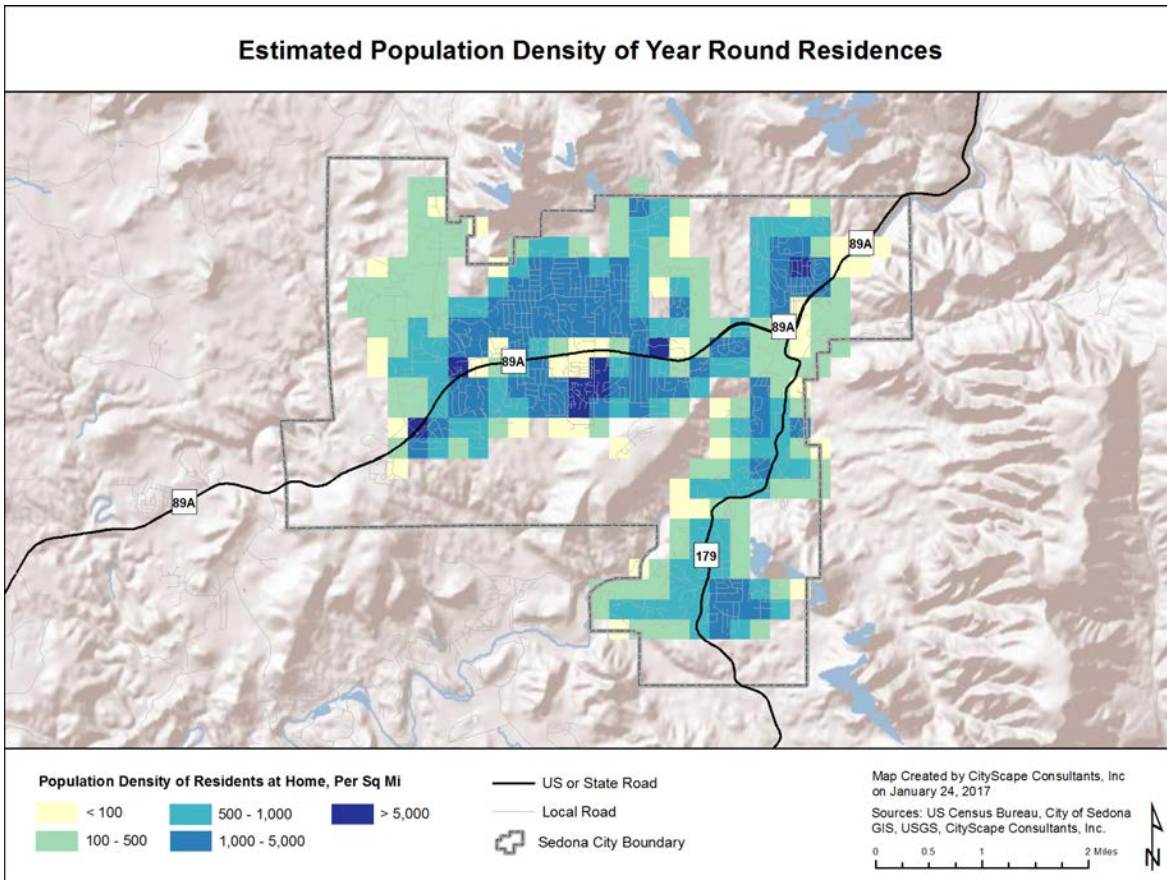 Estimated Population Density of Year Round Residences
89A
89A
89A
89A
179
Population Density of Residents at Home, Per Sq Mi
< 100
500 - 1,000
> 5,000
100 - 500
1,000 - 5,000
US or State Road
Local Road
Sedona City Boundary
Map Created by CityScape Consultants, Inc
on January 24, 2017
Sources: US Census Bureau, City of Sedona
GIS, USGS, CityScape Consultants, Inc.
0 0.5 1 2 Miles
N